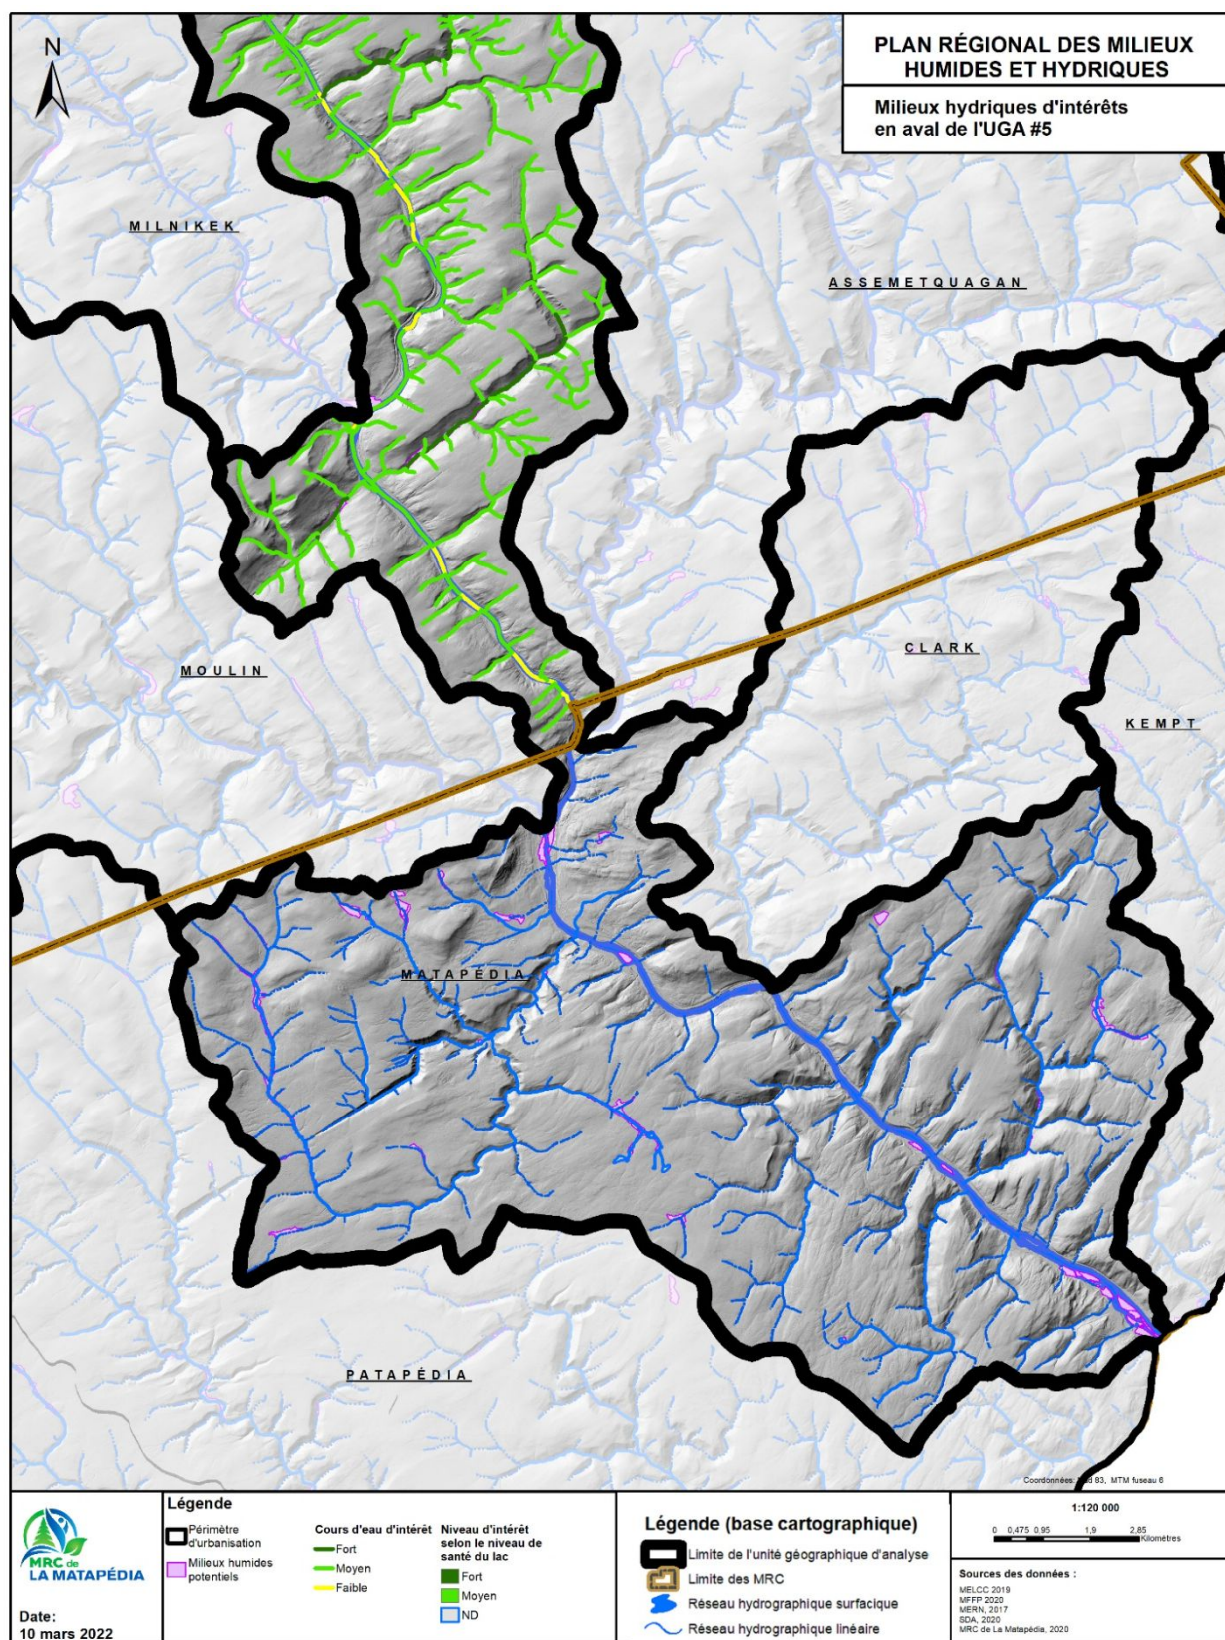 PLAN RÉGIONAL DES MILIEUX
HUMIDES ET HYDRIQUES
Milieux hydriques d'intérêts
en aval de l'UGA #5
N
MILNIKEK
ASSEMETQUAGAN
MOULIN
CLARK
KEMPT
MATAPÉDIA
PATAPÉDIA
Coordonnées: 83, MTM fuseau 6
MRC de
LA MATAPÉDIA
Date:
10 mars 2022
Légende
Périmètre
d'urbanisation
Milieux humides
potentiels
Cours d'eau d'intérêt
Fort
Moyen
Faible
Niveau d'intérêt
selon le niveau de
santé du lac
Fort
Moyen
ND
Légende (base cartographique)
Limite de l'unité géographique d'analyse
Limite des MRC
Réseau hydrographique surfacique
Réseau hydrographique linéaire
1:120 000
0 0,475 0,95 1,9 2,85
Kilomètres
Sources des données :
MELCC 2019
MFFP 2020
MERN, 2017
SDA, 2020
MRC de La Matapédia, 2020